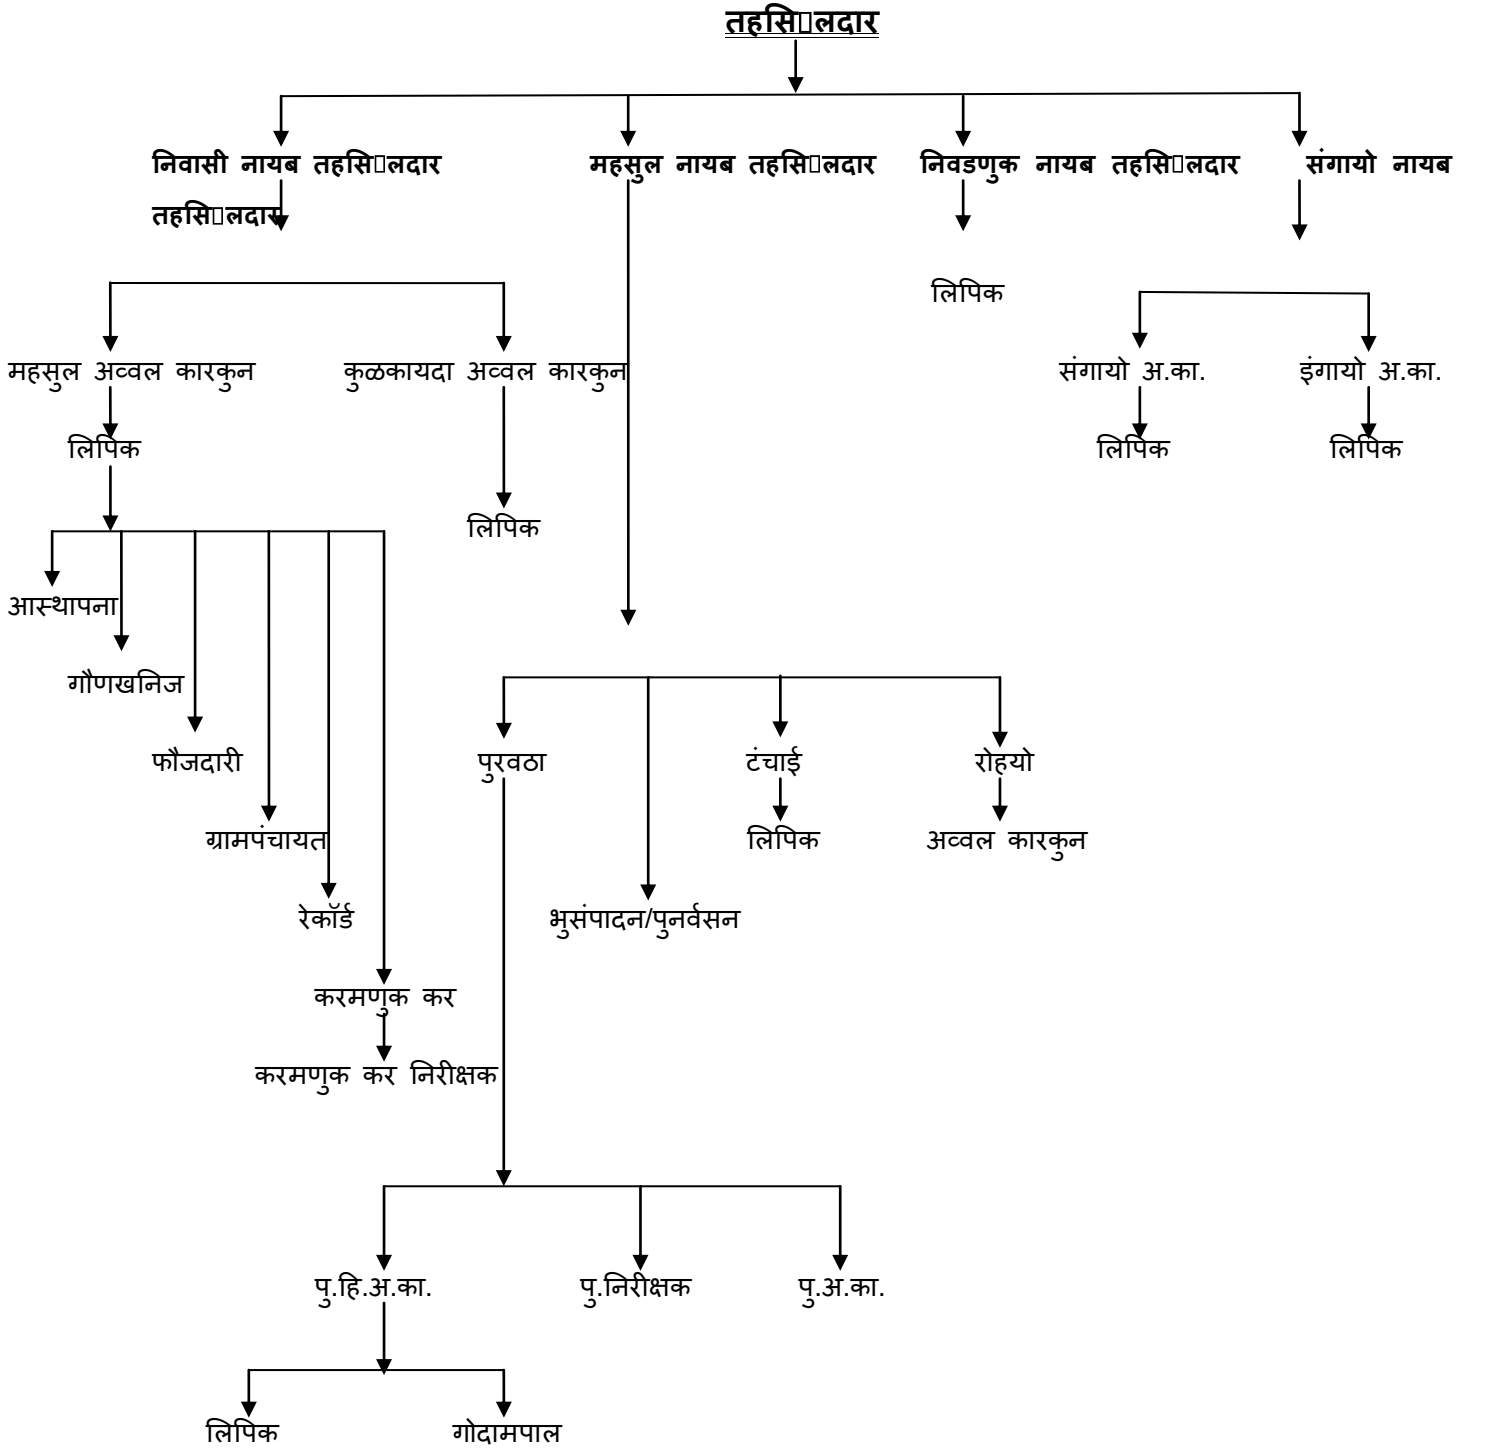 तहसिलदार
निवासी नायब तहसिलदार महसुल नायब तहसिलदार निवडणुक नायब तहसिलदार संगायो नायब
तहसिलदार
लिपिक
महसुल अव्वल कारकुन कुळकायदा अव्वल कारकुन संगायो अ.का. इंगायो अ.का.
लिपिक लिपिक लिपिक
लिपिक
आस्थापना
गौणखनिज
फौजदारी पुरवठा टंचाई रोहयो
ग्रामपंचायत लिपिक अव्वल कारकुन
रेकॉर्ड भुसंपादन/पुनर्वसन
करमणुक कर
करमणुक कर निरीक्षक
पु.हि.अ.का. पु.निरीक्षक पु.अ.का.
लिपिक गोदामपाल